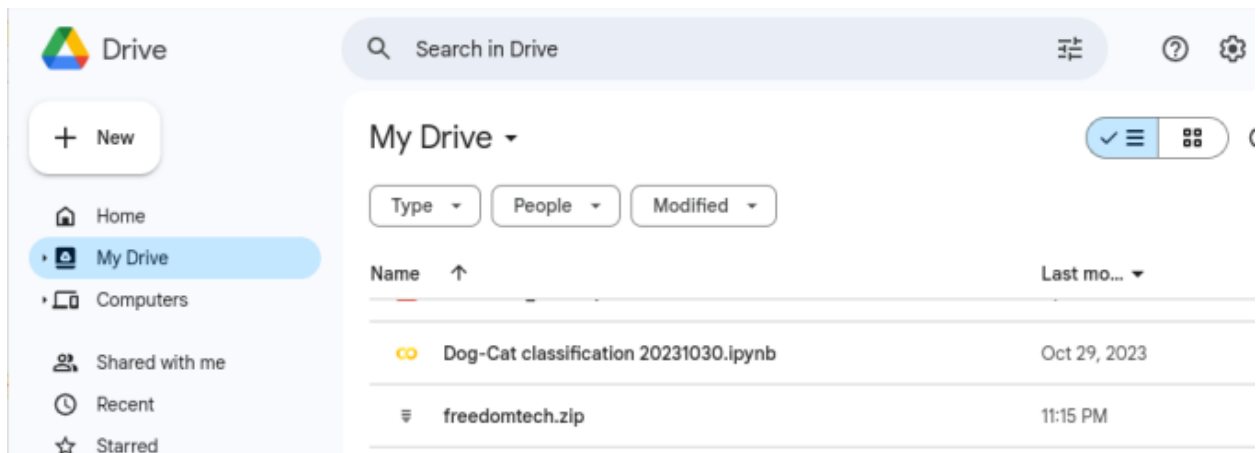 Drive
Search in Drive
New
My Drive
Type
People
Modified
Home
My Drive
Computers
Shared with me
Recent
Starred
Name
Last mo...
Dog-Cat classification 20231030.ipynb
Oct 29, 2023
freedomtech.zip
11:15 PM